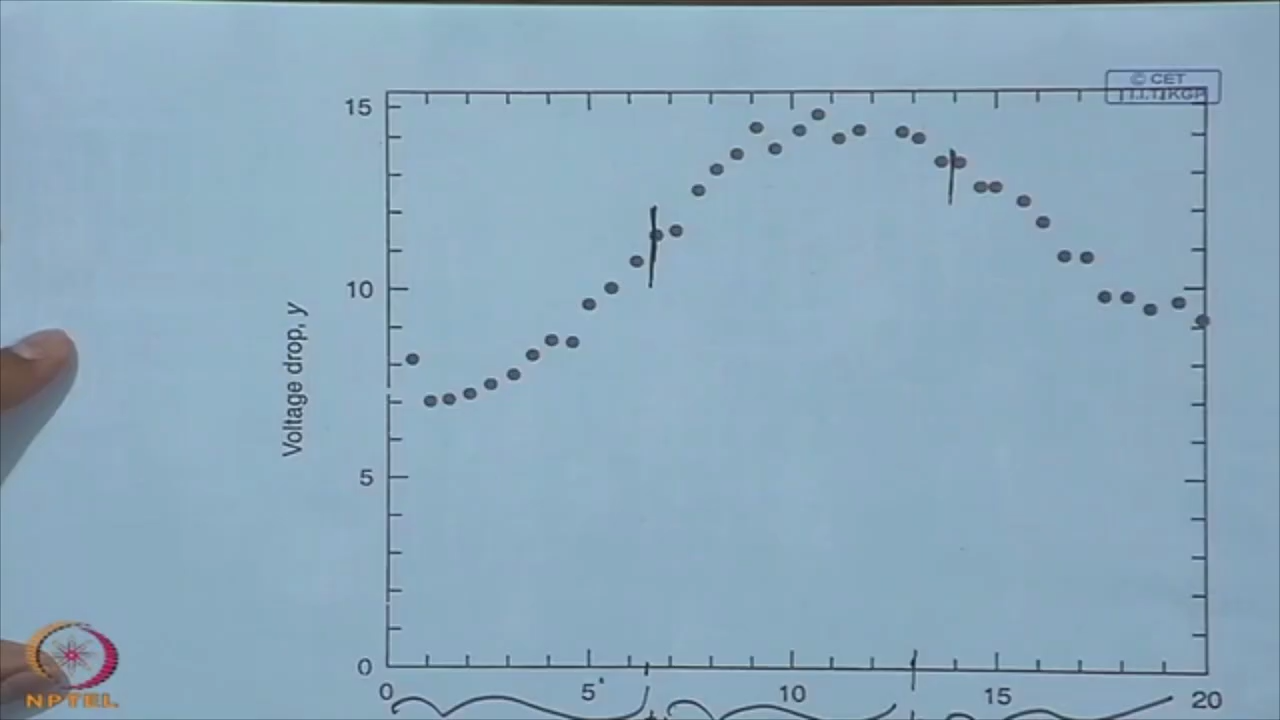 © CET
I.I.T. KGP
15
10
5
0
Voltage drop, y
0 5 10 15 20
NPTEL